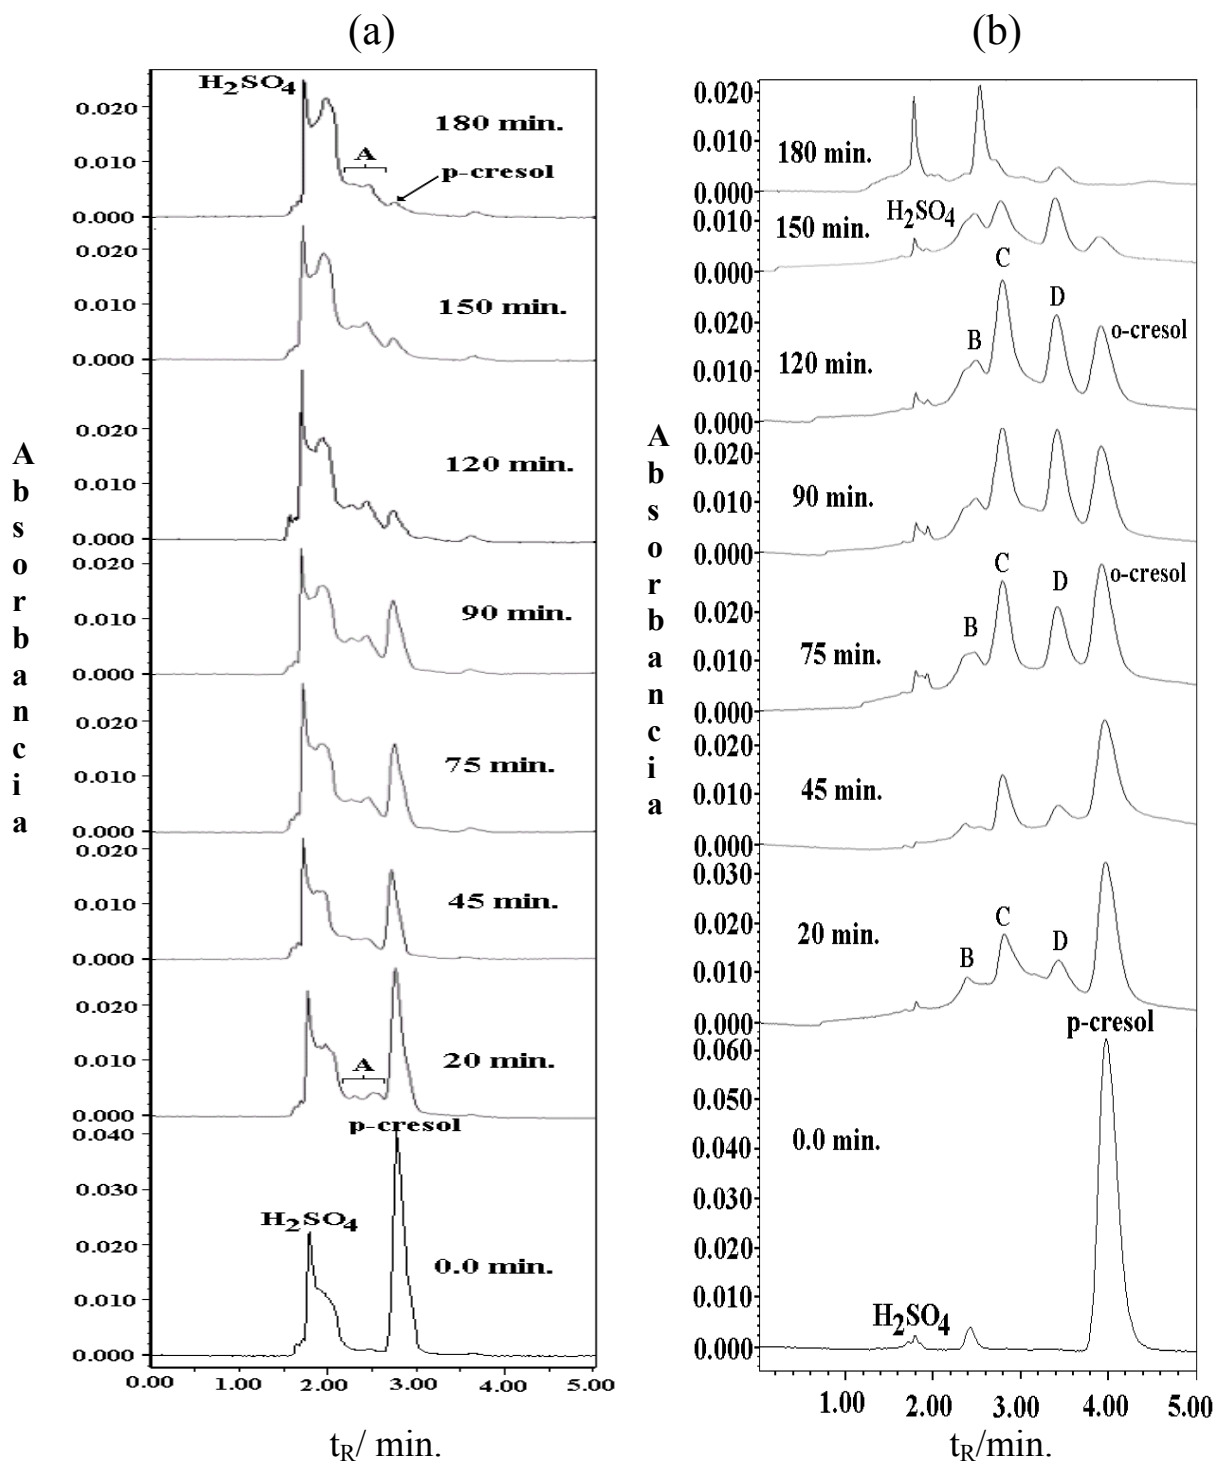 (a)
H2SO4
0.020
180 min.
A
0.010
p-cresol
0.000
0.020
0.010
150 min.
0.000
0.020
120 min.
0.010
0.000
0.020
90 min.
0.010
0.000
0.020
75 min.
0.010
0.000
0.020
45 min.
0.010
0.000
0.020
20 min.
0.010
A
0.000
p-cresol
0.040
0.030
H2SO4
0.020
0.0 min.
0.010
0.000
0.00 1.00 2.00 3.00 4.00 5.00
tR/ min.
Absorbancia
(b)
0.020
0.010
180 min.
0.000
H2SO4
0.010
150 min.
0.000
C
D
0.020
B
o-cresol
120 min.
0.010
0.000
0.020
90 min.
0.010
0.000
C
D
o-cresol
0.020
B
75 min.
0.010
0.000
0.020
45 min.
0.010
0.000
0.030
C
0.020
20 min.
D
B
0.010
0.000
p-cresol
0.060
0.050
0.0 min.
0.040
0.030
0.020
0.010
H2SO4
0.000
1.00 2.00 3.00 4.00 5.00
tR/min.
Absorbancia